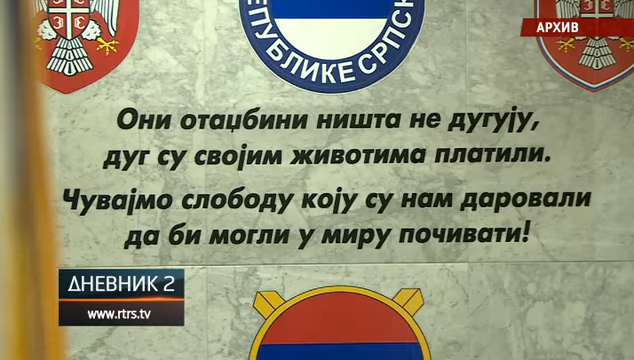 АРХИВ
ЕПУБЛИКЕ СРПСК
Они отаџбини ништа не дугују,
дуг су својим животима платили.
Чувајмо слободу коју су нам даровали
да би могли у миру почивати!
ДНЕВНИК 2
www.rtrs.tv